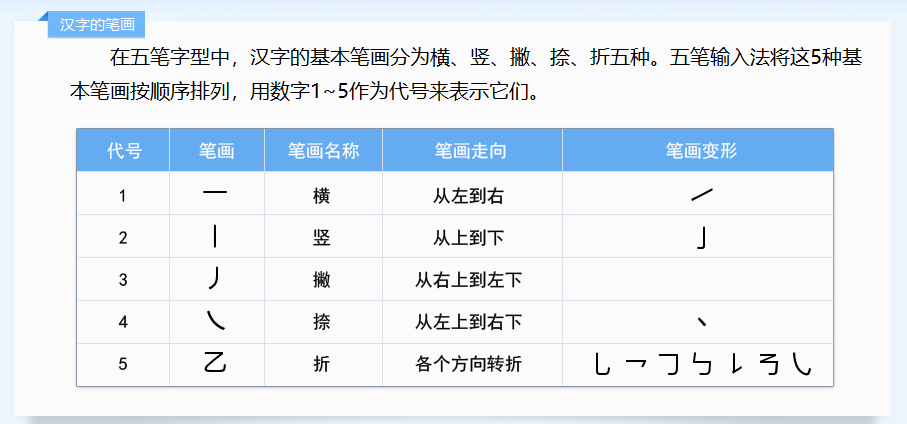 汉字的笔画
在五笔字型中，汉字的基本笔画分为横、竖、撇、捺、折五种。五笔输入法将这5种基
本笔画按顺序排列，用数字1~5作为代号来表示它们。
代号 笔画 笔画名称 笔画走向 笔画变形
1 一 横 从左到右 ㇀
2 丨 竖 从上到下 亅
3 丿 撇 从右上到左下
4 ㇏ 捺 从左上到右下 丶
5 乙 折 各个方向转折 乚 乛 𠃌 ㄣ ㇙ ㄋ ㇂